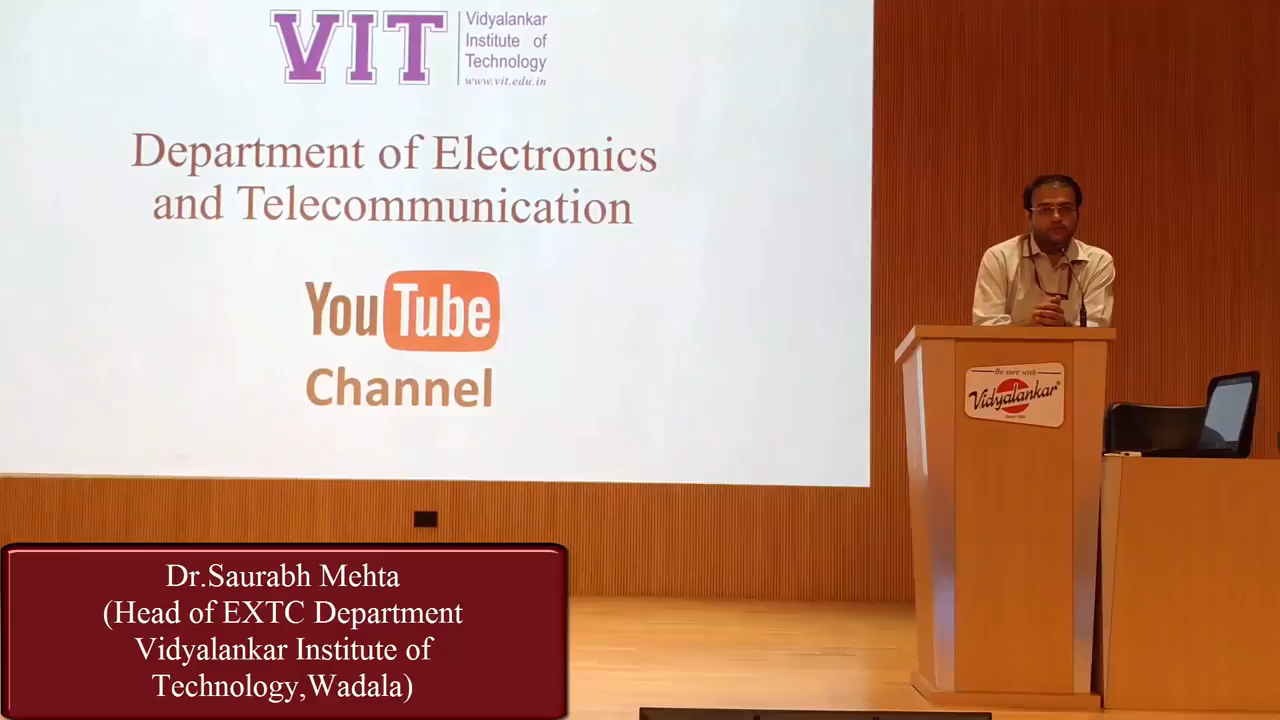 VIT
Vidyalankar
Institute of
Technology
www.vit.edu.in
Department of Electronics
and Telecommunication
YouTube
Channel
Be sure with
Vidyalankar®
Dr.Saurabh Mehta
(Head of EXTC Department
Vidyalankar Institute of
Technology,Wadala)